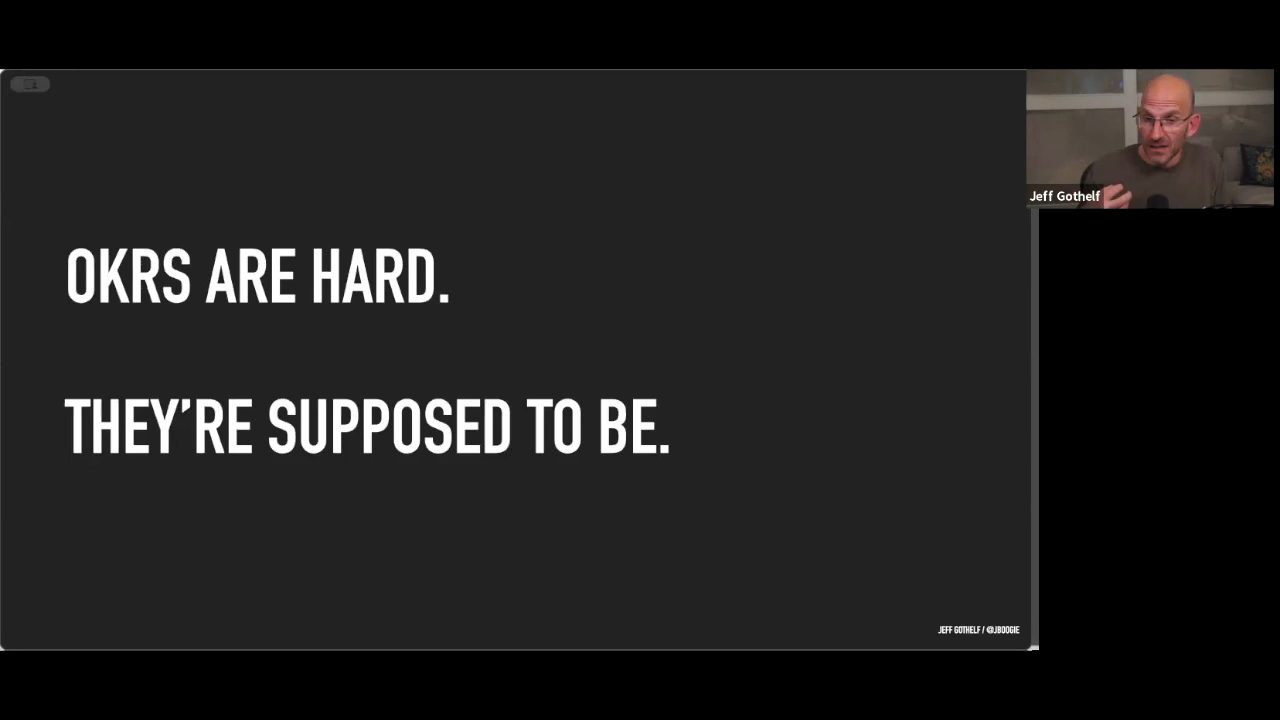 OKRS ARE HARD.
THEY’RE SUPPOSED TO BE.
JEFF GOTHELF / @JBOOGIE
Jeff Gothelf